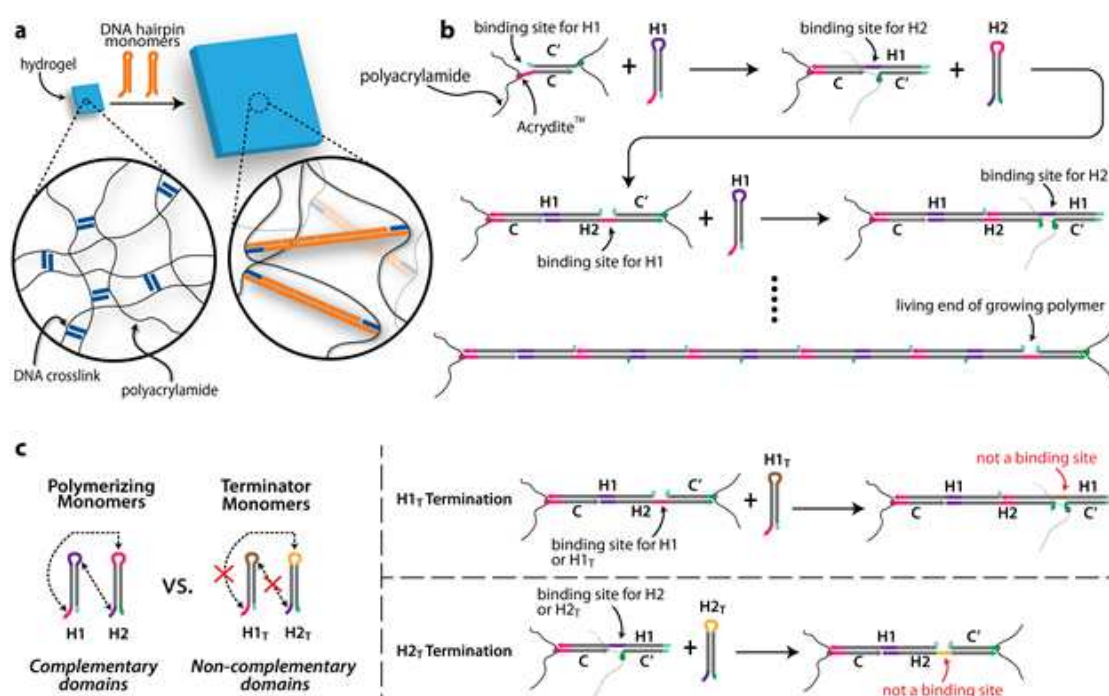 a
DNA hairpin
monomers
hydrogel
DNA crosslink
polyacrylamide
b
binding site for H1
C'
C
polyacrylamide
Acrydite™
+
H1
binding site for H2
H1
C
C'
+
H2
H1
C'
C
H2
binding site for H1
+
H1
binding site for H2
H1
H1
C
H2
C'
living end of growing polymer
c
Polymerizing
Monomers
H1
H2
Complementary
domains
VS.
Terminator
Monomers
H1T
H2T
Non-complementary
domains
H1T Termination
H1
C'
C
H2
binding site for H1
or H1T
+
H1T
not a binding site
H1
H1
C
H2
C'
H2T Termination
binding site for H2
or H2T
H1
C
C'
+
H2T
H1
C'
C
H2
not a binding site